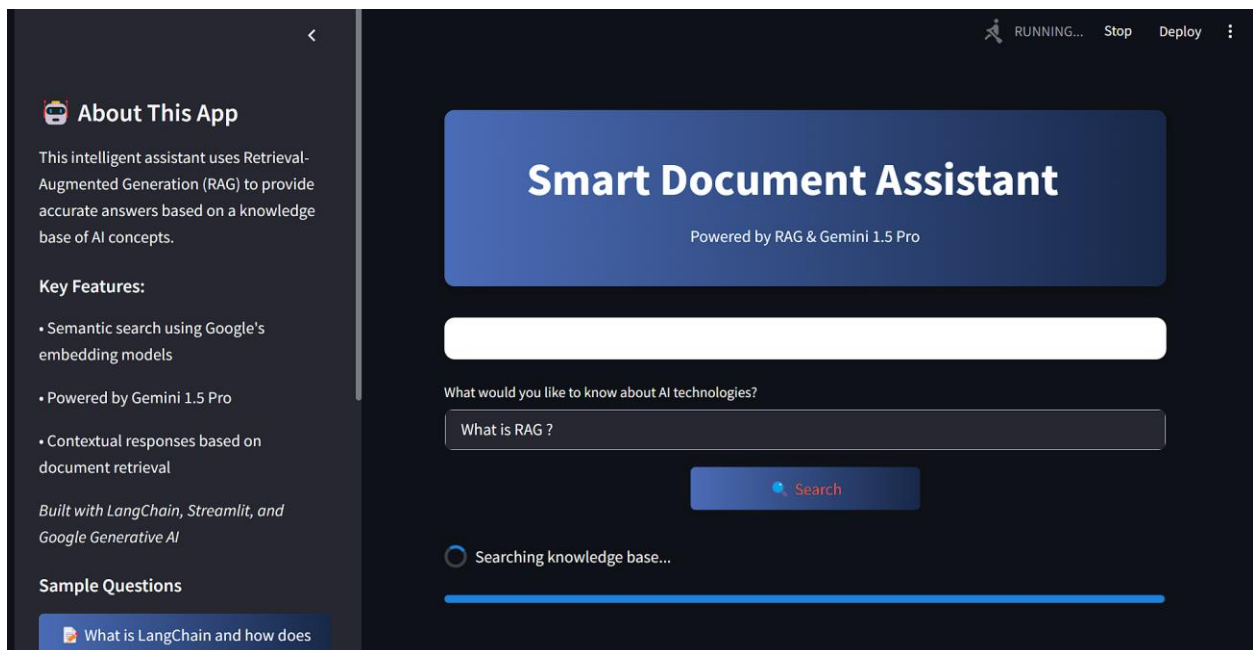 RUNNING... Stop Deploy
🤖 About This App
This intelligent assistant uses Retrieval-
Augmented Generation (RAG) to provide
accurate answers based on a knowledge
base of AI concepts.
Key Features:
• Semantic search using Google's
embedding models
• Powered by Gemini 1.5 Pro
• Contextual responses based on
document retrieval
Built with LangChain, Streamlit, and
Google Generative AI
Sample Questions
📝 What is LangChain and how does
Smart Document Assistant
Powered by RAG & Gemini 1.5 Pro
What would you like to know about AI technologies?
What is RAG ?
🔍 Search
Searching knowledge base...